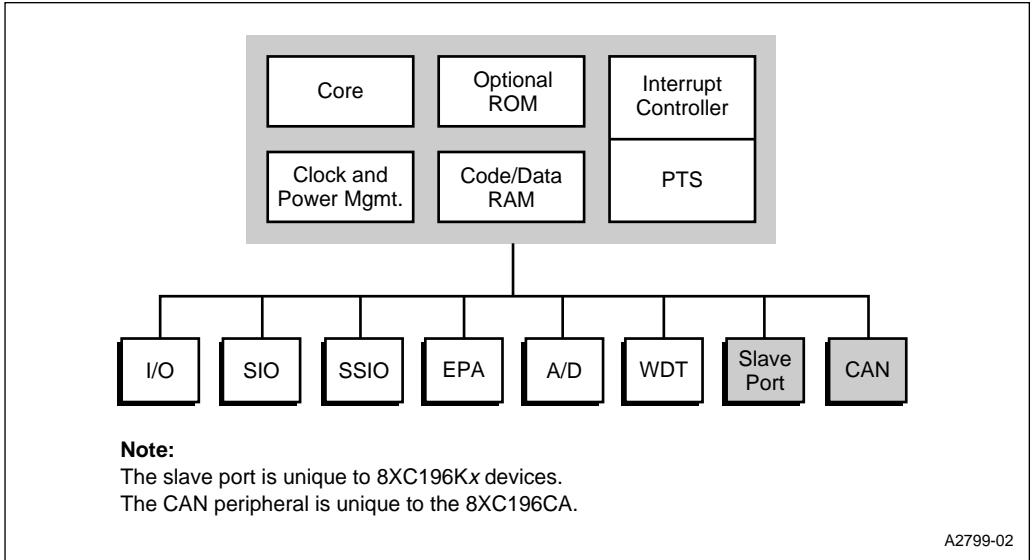 Core
Optional
ROM
Interrupt
Controller
Clock and
Power Mgmt.
Code/Data
RAM
PTS
I/O
SIO
SSIO
EPA
A/D
WDT
Slave
Port
CAN
Note:
The slave port is unique to 8XC196Kx devices.
The CAN peripheral is unique to the 8XC196CA.
A2799-02